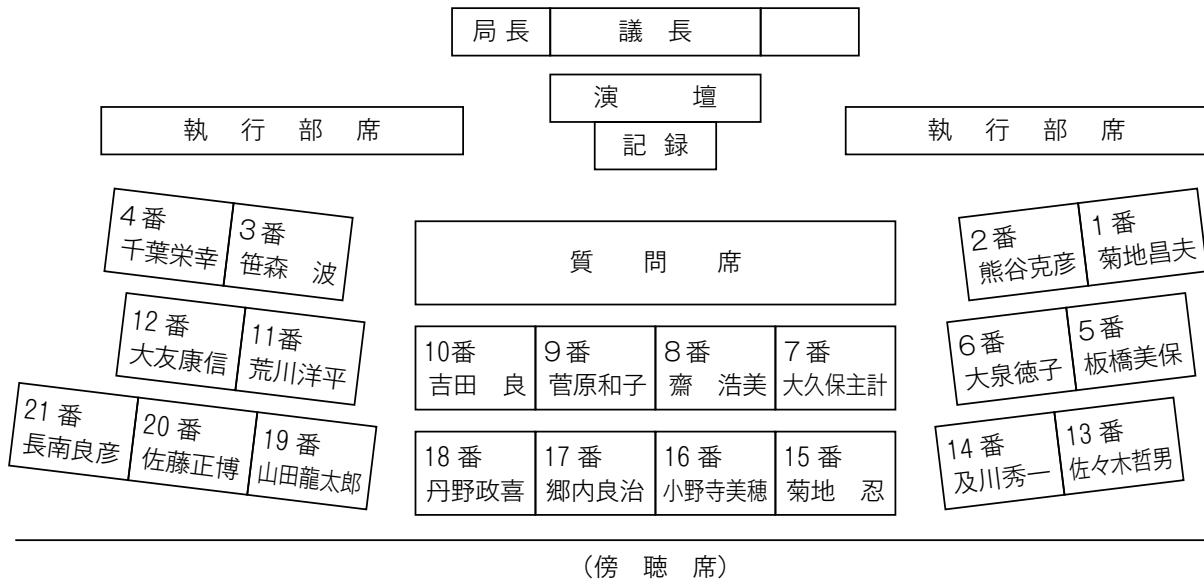 局長 議長
演壇
執行部席 執行部席
記録
4番 3番 2番 1番
千葉栄幸 笹森 波 熊谷克彦 菊地昌夫
質問席
12番 11番 6番 5番
大友康信 荒川洋平 大泉徳子 板橋美保
10番 9番 8番 7番
吉田 良 菅原和子 齋 浩美 大久保主計
21番 20番 19番 14番 13番
長南良彦 佐藤正博 山田龍太郎 及川秀一 佐々木哲男
18番 17番 16番 15番
丹野政喜 郷内良治 小野寺美穂 菊地 忍
(傍聴席)